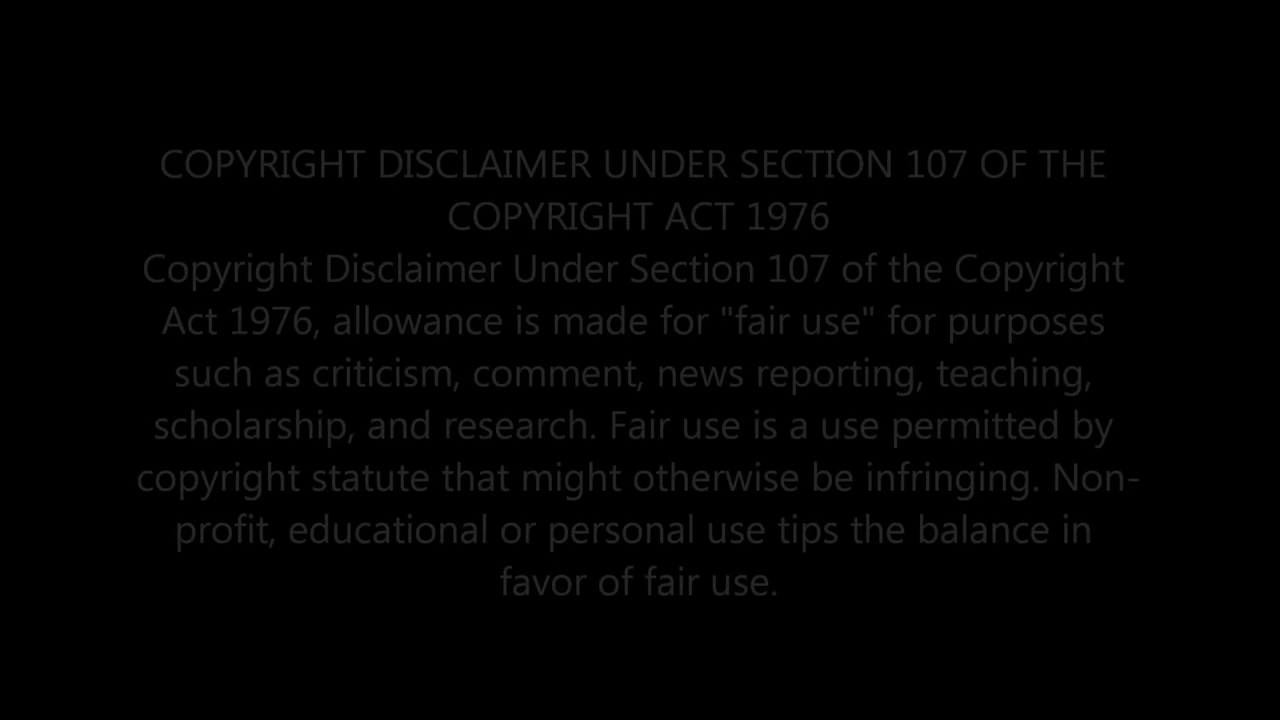 COPYRIGHT DISCLAIMER UNDER SECTION 107 OF THE
COPYRIGHT ACT 1976
Copyright Disclaimer Under Section 107 of the Copyright
Act 1976, allowance is made for "fair use" for purposes
such as criticism, comment, news reporting, teaching,
scholarship, and research. Fair use is a use permitted by
copyright statute that might otherwise be infringing. Non-
profit, educational or personal use tips the balance in
favor of fair use.